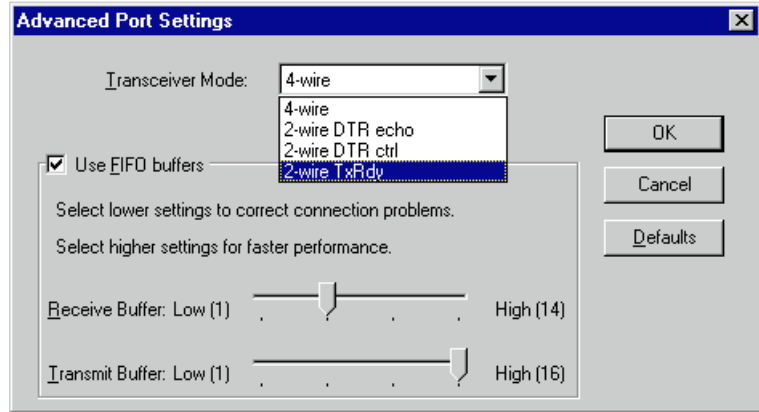 Advanced Port Settings
Transceiver Mode: 4-wire
4-wire
2-wire DTR echo
2-wire DTR ctrl
2-wire TxRdy
OK
Cancel
Defaults
Use FIFO buffers
Select lower settings to correct connection problems.
Select higher settings for faster performance.
Receive Buffer: Low (1) High (14)
Transmit Buffer: Low (1) High (16)